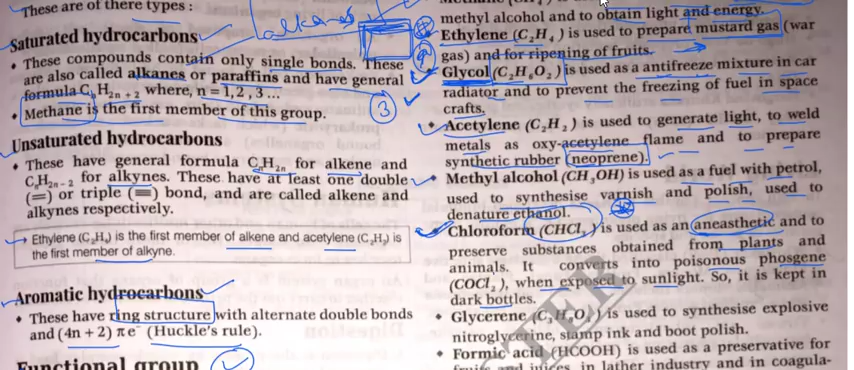 These are of there types :
alkanes
Saturated hydrocarbons
• These compounds contain only single bonds. These
are also called alkanes or paraffins and have general
formula CnH2n + 2 where, n = 1, 2, 3 ...
• Methane is the first member of this group.
3
Unsaturated hydrocarbons
• These have general formula CnH2n for alkene and
CnH2n – 2 for alkynes. These have at least one double
(=) or triple (≡) bond, and are called alkene and
alkynes respectively.
Ethylene (C2H4) is the first member of alkene and acetylene (C2H2) is
the first member of alkyne.
Aromatic hydrocarbons
• These have ring structure with alternate double bonds
and (4n + 2) πe⁻ (Huckle's rule).
Functional group
methyl alcohol and to obtain light and energy.
Ethylene (C2H4) is used to prepare mustard gas (war
gas) and for ripening of fruits.
Glycol (C2H6O2) is used as a antifreeze mixture in car
radiator and to prevent the freezing of fuel in space
crafts.
• Acetylene (C2H2) is used to generate light, to weld
metals as oxy-acetylene flame and to prepare
synthetic rubber (neoprene).
• Methyl alcohol (CH3OH) is used as a fuel with petrol,
used to synthesise varnish and polish, used to
denature ethanol.
Chloroform (CHCl3) is used as an aneasthetic and to
preserve substances obtained from plants and
animals. It converts into poisonous phosgene
(COCl2), when exposed to sunlight. So, it is kept in
dark bottles.
• Glycerene (C3H8O3) is used to synthesise explosive
nitroglycerine, stamp ink and boot polish.
• Formic acid (HCOOH) is used as a preservative for
fruits and juices, in lather industry and in coagula-